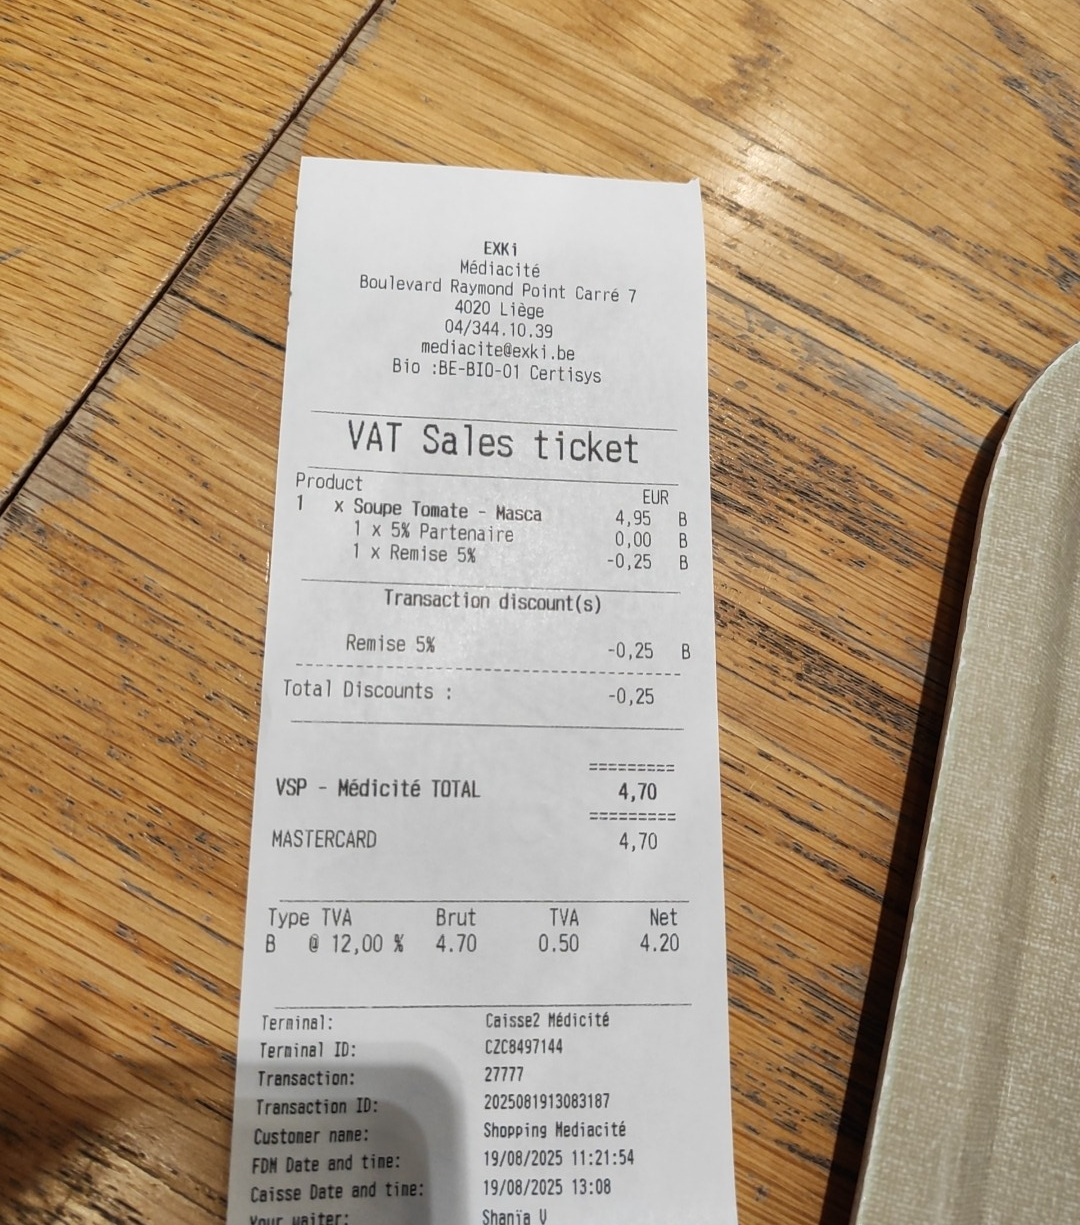 EXKi
Médiacité
Boulevard Raymond Point Carré 7
4020 Liège
04/344.10.39
mediacite@exki.be
Bio :BE-BIO-01 Certisys
VAT Sales ticket
Product EUR
1 x Soupe Tomate - Masca 4,95 B
1 x 5% Partenaire 0,00 B
1 x Remise 5% -0,25 B
Transaction discount(s)
Remise 5% -0,25 B
Total Discounts : -0,25
=========
VSP - Médicité TOTAL 4,70
=========
MASTERCARD 4,70
Type TVA Brut TVA Net
B @ 12,00 % 4.70 0.50 4.20
Terminal: Caisse2 Médicité
Terminal ID: CZC8497144
Transaction: 27777
Transaction ID: 2025081913083187
Customer name: Shopping Mediacité
FDM Date and time: 19/08/2025 11:21:54
Caisse Date and time: 19/08/2025 13:08
Your waiter: Shanïa V